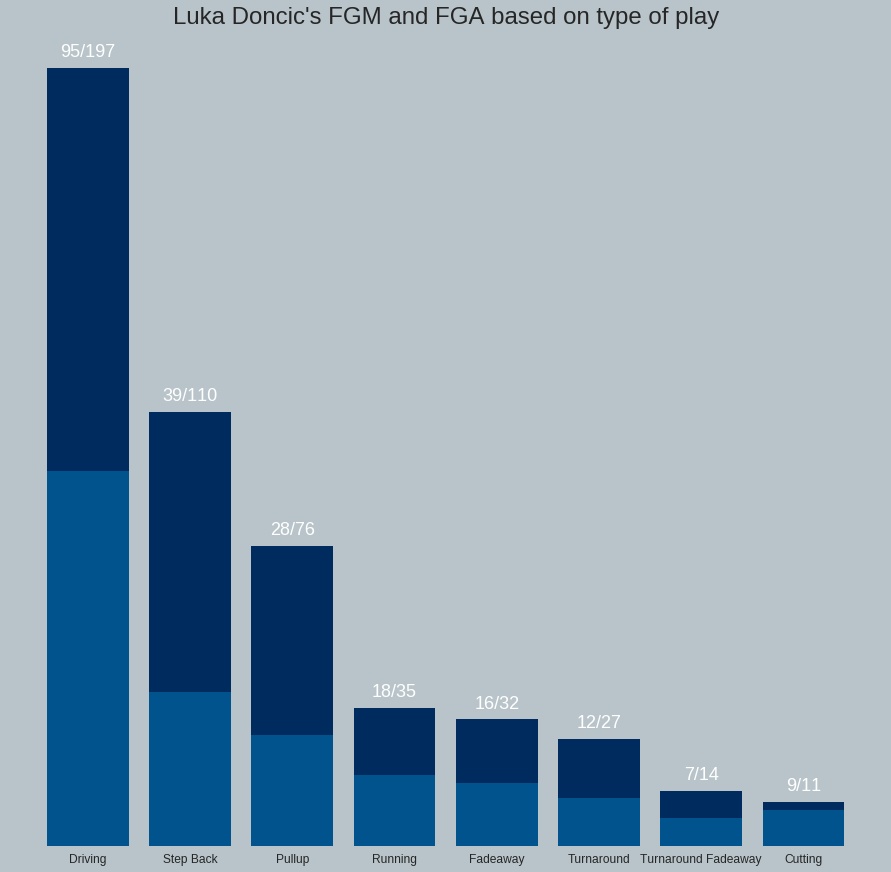 Luka Doncic's FGM and FGA based on type of play
95/197
39/110
28/76
18/35
16/32
12/27
7/14
9/11
Driving
Step Back
Pullup
Running
Fadeaway
Turnaround
Turnaround Fadeaway
Cutting